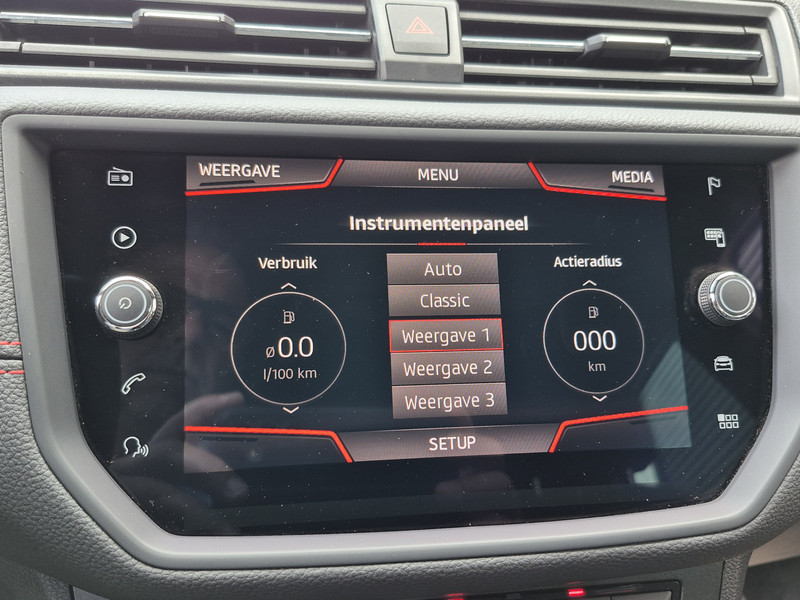 WEERGAVE MENU MEDIA
Instrumentenpaneel
Verbruik
Actieradius
Auto
Classic
Weergave 1
Weergave 2
Weergave 3
ø 0.0
l/100 km
000
km
SETUP